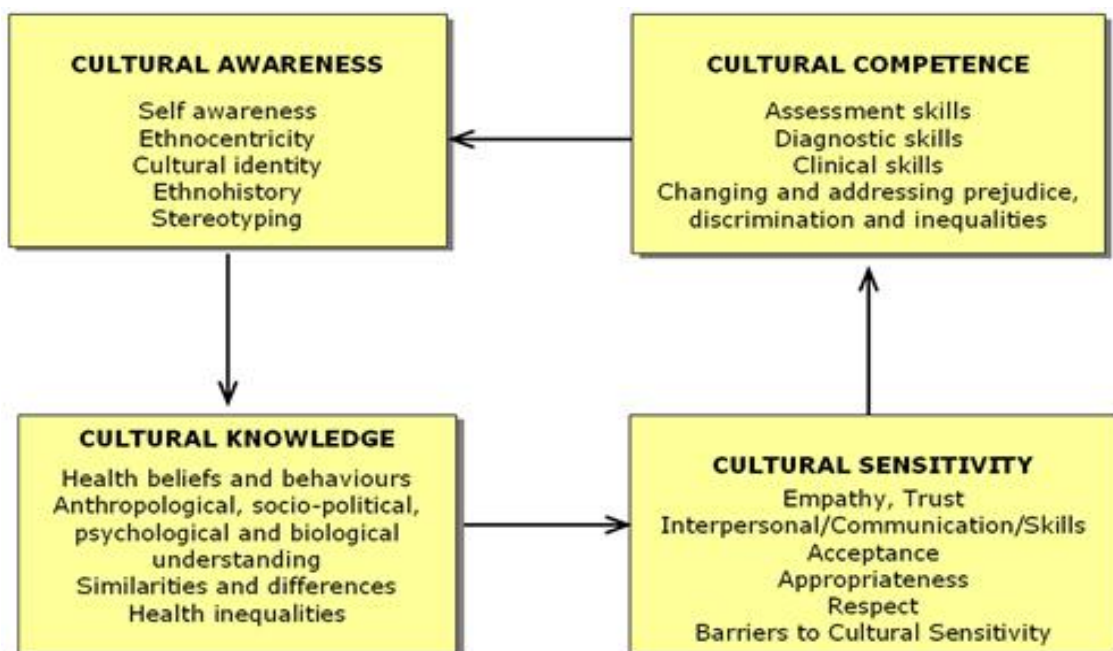 CULTURAL AWARENESS
Self awareness
Ethnocentricity
Cultural identity
Ethnohistory
Stereotyping
CULTURAL COMPETENCE
Assessment skills
Diagnostic skills
Clinical skills
Changing and addressing prejudice,
discrimination and inequalities
CULTURAL KNOWLEDGE
Health beliefs and behaviours
Anthropological, socio-political,
psychological and biological
understanding
Similarities and differences
Health inequalities
CULTURAL SENSITIVITY
Empathy, Trust
Interpersonal/Communication/Skills
Acceptance
Appropriateness
Respect
Barriers to Cultural Sensitivity